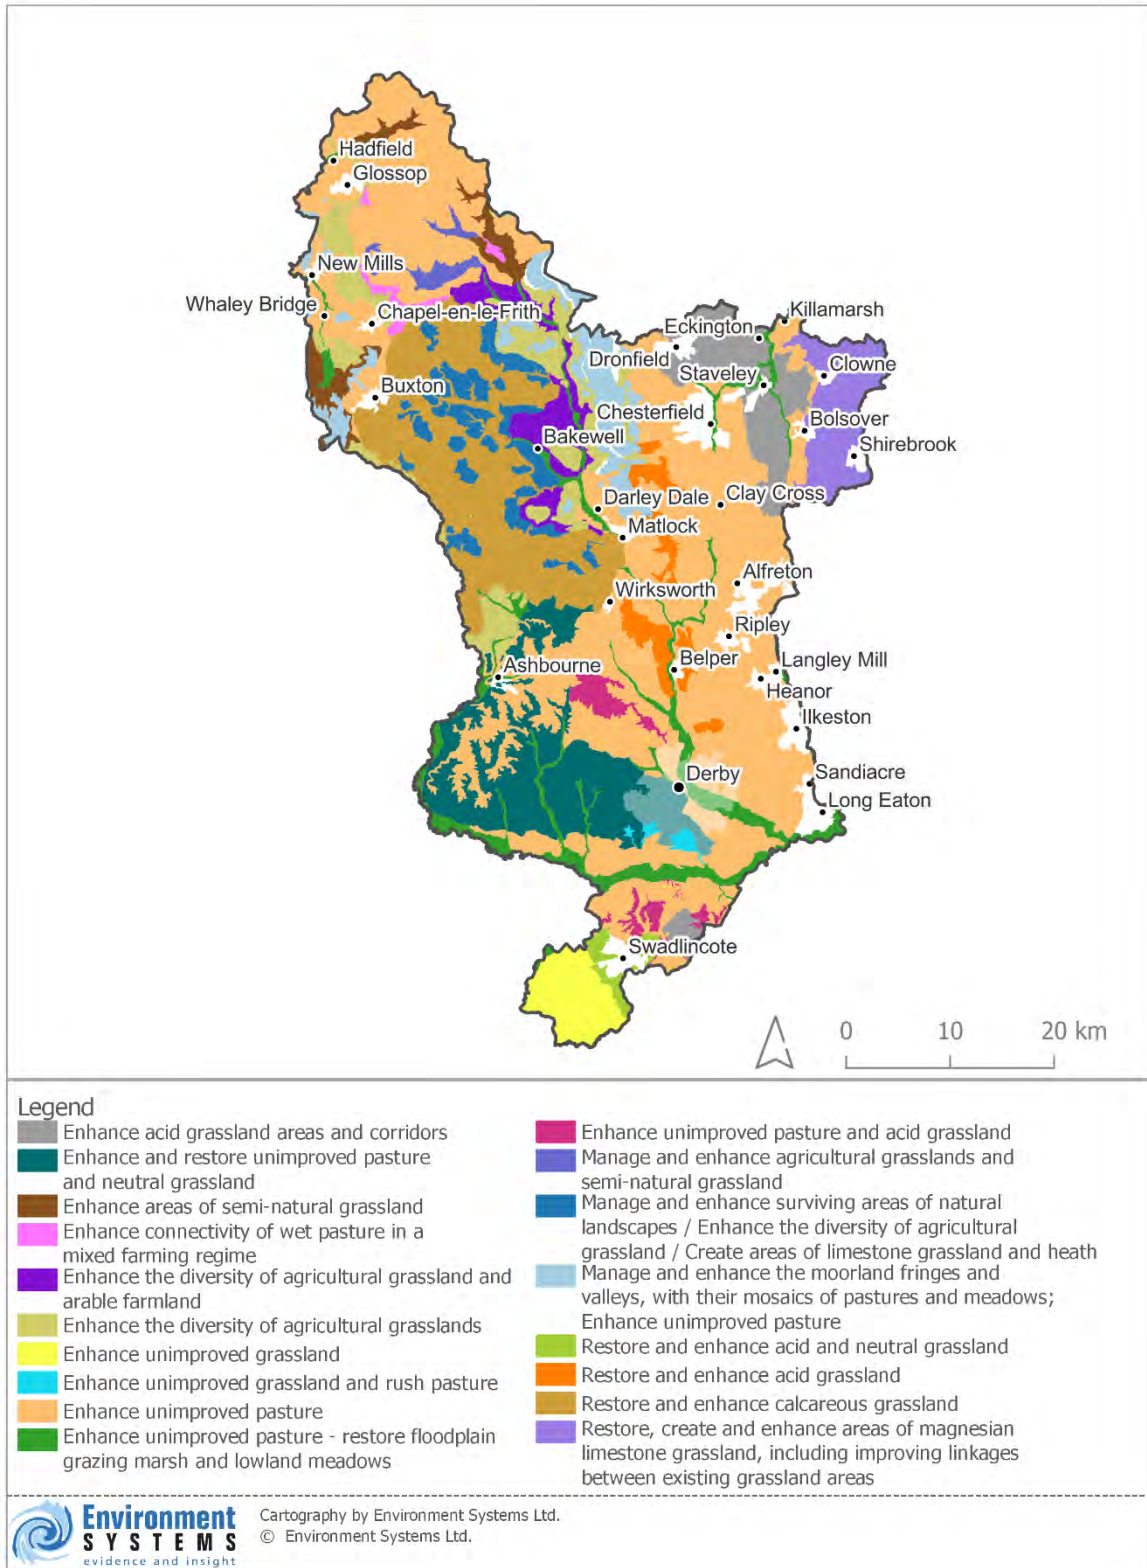 Hadfield
Glossop
New Mills
Whaley Bridge
Chapel-en-le-Frith
Killamarsh
Eckington
Dronfield
Clowne
Staveley
Buxton
Chesterfield
Bolsover
Bakewell
Shirebrook
Darley Dale
Clay Cross
Matlock
Alfreton
Wirksworth
Ripley
Ashbourne
Belper
Langley Mill
Heanor
Ilkeston
Derby
Sandiacre
Long Eaton
Swadlincote
0 10 20 km
Legend
Enhance acid grassland areas and corridors
Enhance and restore unimproved pasture
and neutral grassland
Enhance areas of semi-natural grassland
Enhance connectivity of wet pasture in a
mixed farming regime
Enhance the diversity of agricultural grassland and
arable farmland
Enhance the diversity of agricultural grasslands
Enhance unimproved grassland
Enhance unimproved grassland and rush pasture
Enhance unimproved pasture
Enhance unimproved pasture - restore floodplain
grazing marsh and lowland meadows
Enhance unimproved pasture and acid grassland
Manage and enhance agricultural grasslands and
semi-natural grassland
Manage and enhance surviving areas of natural
landscapes / Enhance the diversity of agricultural
grassland / Create areas of limestone grassland and heath
Manage and enhance the moorland fringes and
valleys, with their mosaics of pastures and meadows;
Enhance unimproved pasture
Restore and enhance acid and neutral grassland
Restore and enhance acid grassland
Restore and enhance calcareous grassland
Restore, create and enhance areas of magnesian
limestone grassland, including improving linkages
between existing grassland areas
Environment
SYSTEMS
evidence and insight
Cartography by Environment Systems Ltd.
© Environment Systems Ltd.